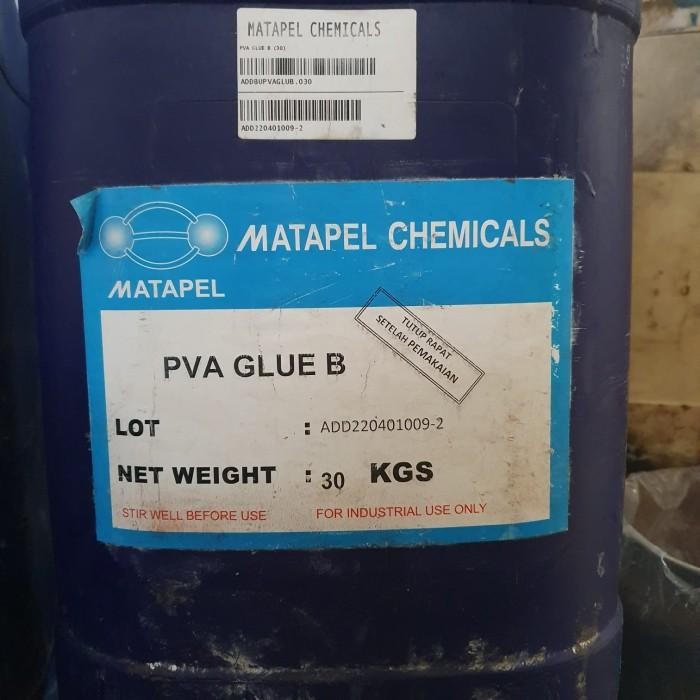 MATAPEL CHEMICALS
PVA GLUE B (30)
ADDBUPVAGLUB.030
ADD220401009-2
MATAPEL CHEMICALS
MATAPEL
TUTUP RAPAT
SETELAH PEMAKAIAN
PVA GLUE B
LOT : ADD220401009-2
NET WEIGHT : 30 KGS
STIR WELL BEFORE USE FOR INDUSTRIAL USE ONLY